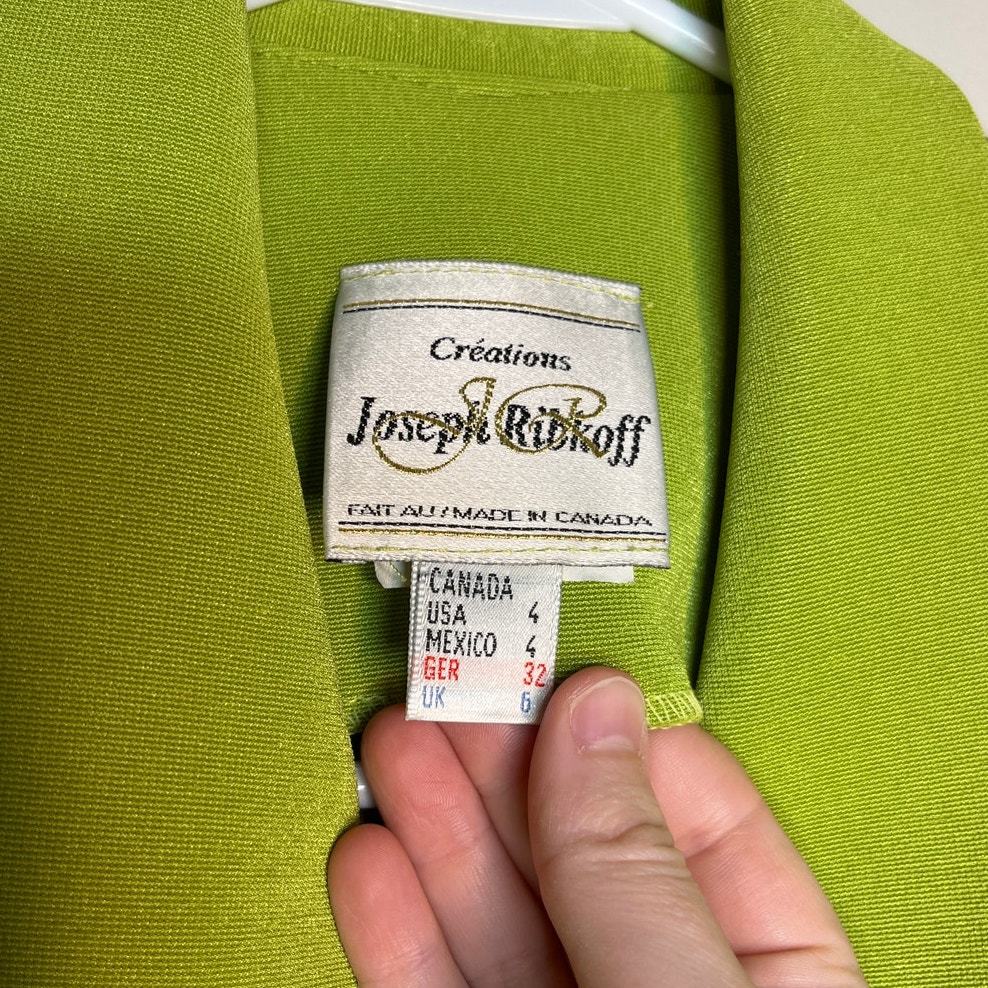 Créations
Joseph Ribkoff
FAIT AU / MADE IN CANADA
CANADA
USA 4
MEXICO 4
GER 32
UK 6